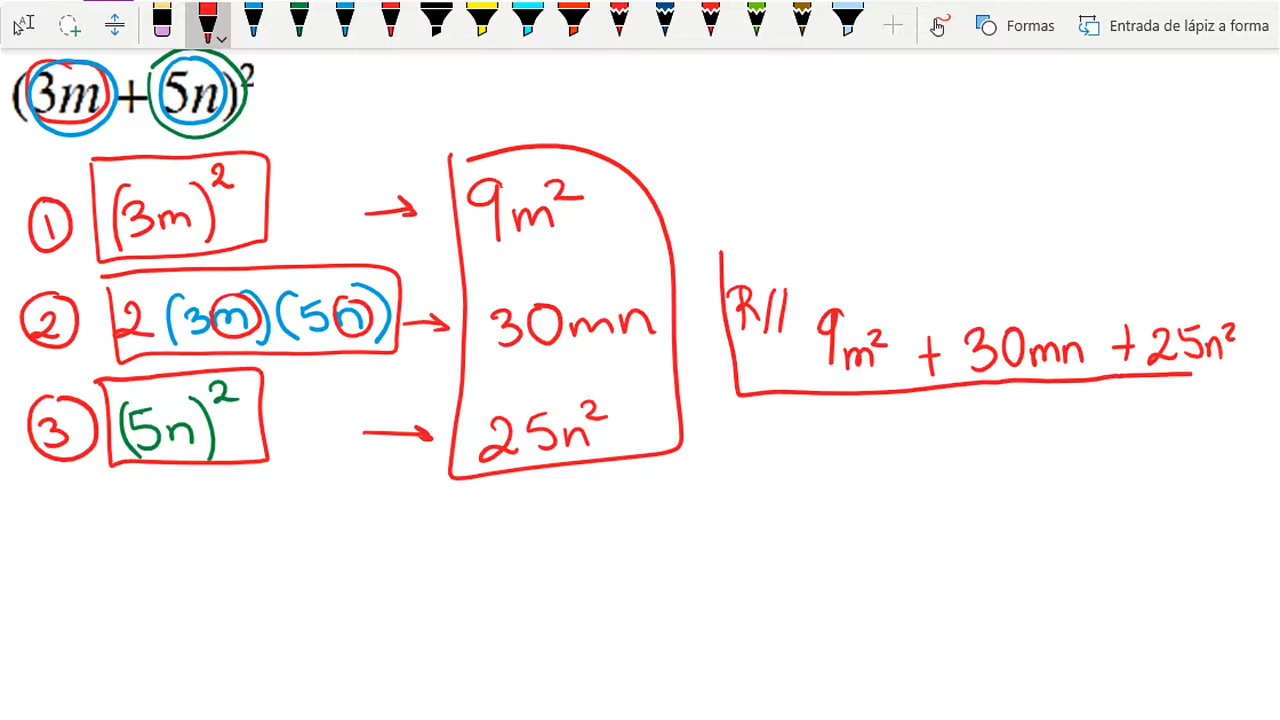 Formas Entrada de lápiz a forma
(3m + 5n)²
① (3m)² → 9m²
② 2 (3m)(5n) → 30mn
③ (5n)² → 25n²
R// 9m² + 30mn + 25n²